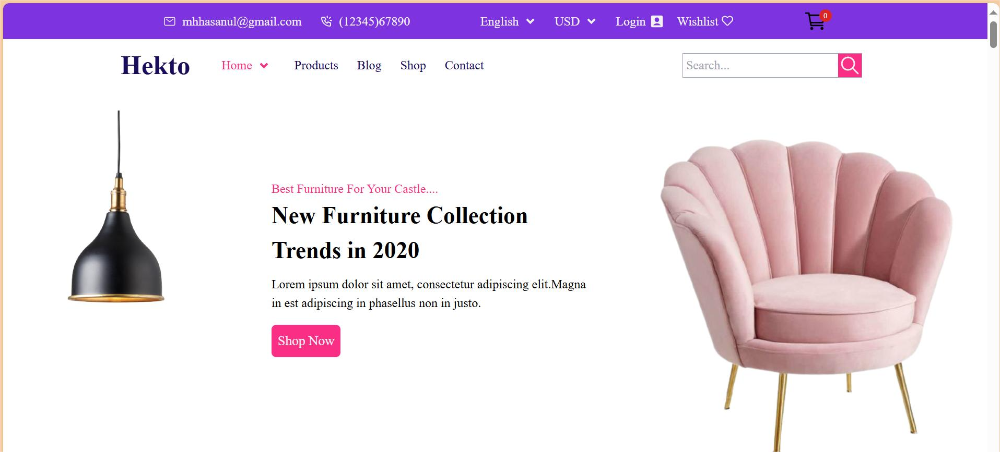 mhhasanul@gmail.com (12345)67890 English USD Login Wishlist 0
Hekto Home Products Blog Shop Contact Search...
Best Furniture For Your Castle....
New Furniture Collection
Trends in 2020
Lorem ipsum dolor sit amet, consectetur adipiscing elit.Magna
in est adipiscing in phasellus non in justo.
Shop Now